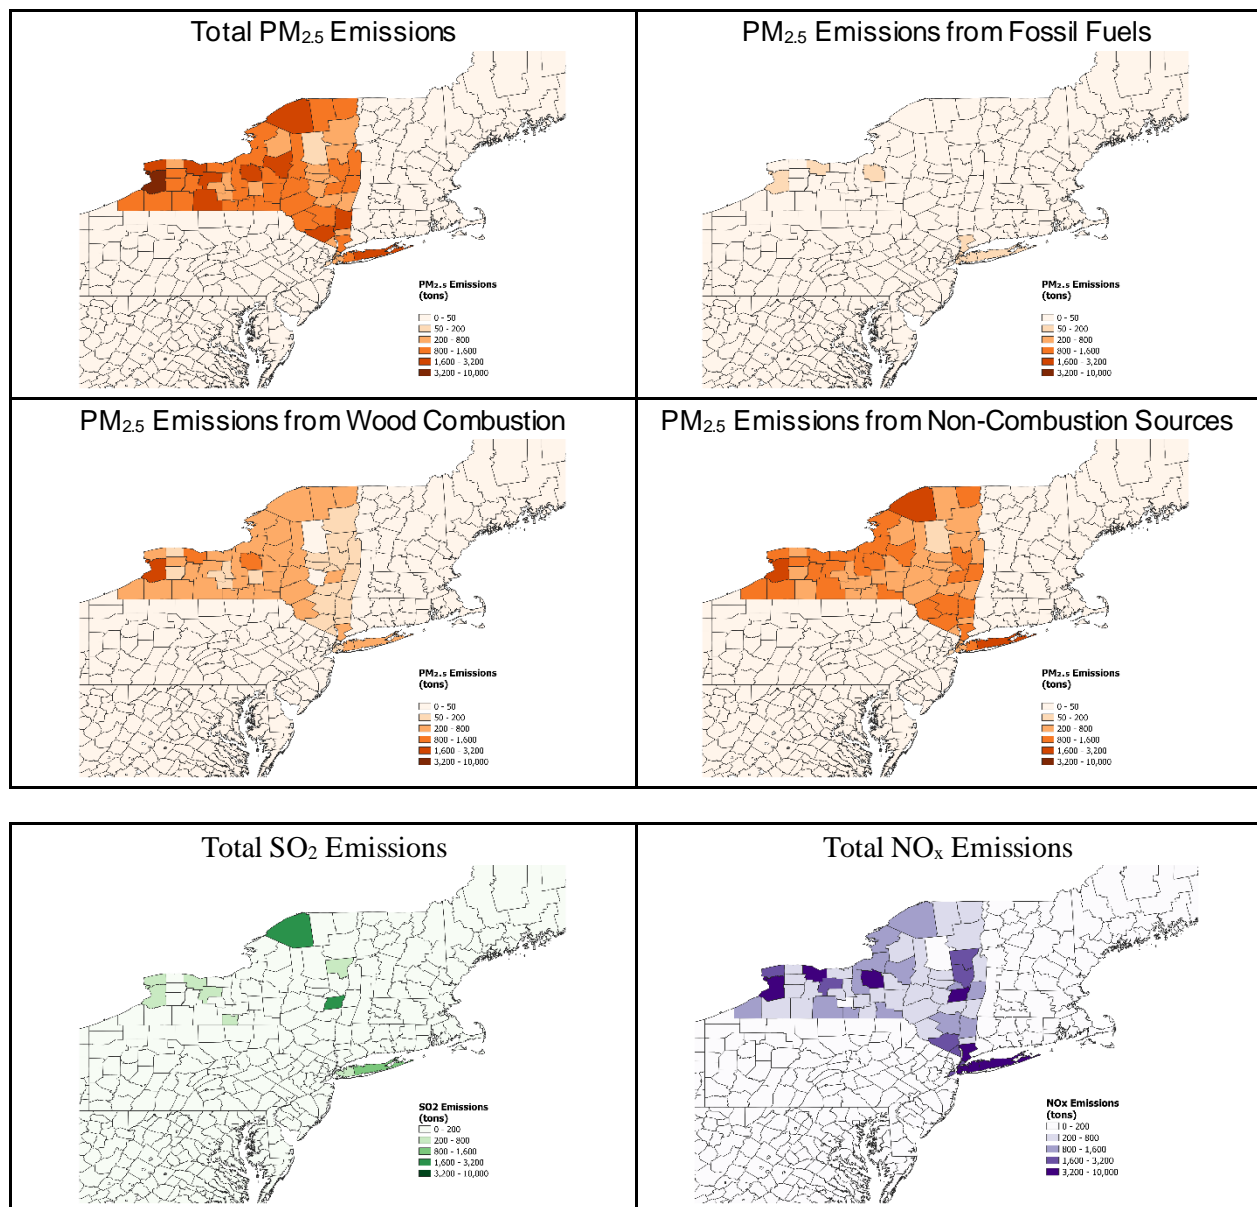 Total PM2.5 Emissions
PM2.5 Emissions from Fossil Fuels
PM2.5 Emissions
(tons)
0 - 50
50 - 200
200 - 800
800 - 1,600
1,600 - 3,200
3,200 - 10,000
PM2.5 Emissions
(tons)
0 - 50
50 - 200
200 - 800
800 - 1,600
1,600 - 3,200
3,200 - 10,000
PM2.5 Emissions from Wood Combustion
PM2.5 Emissions from Non-Combustion Sources
PM2.5 Emissions
(tons)
0 - 50
50 - 200
200 - 800
800 - 1,600
1,600 - 3,200
3,200 - 10,000
PM2.5 Emissions
(tons)
0 - 50
50 - 200
200 - 800
800 - 1,600
1,600 - 3,200
3,200 - 10,000
Total SO2 Emissions
Total NOx Emissions
SO2 Emissions
(tons)
0 - 200
200 - 800
800 - 1,600
1,600 - 3,200
3,200 - 10,000
NOx Emissions
(tons)
0 - 200
200 - 800
800 - 1,600
1,600 - 3,200
3,200 - 10,000